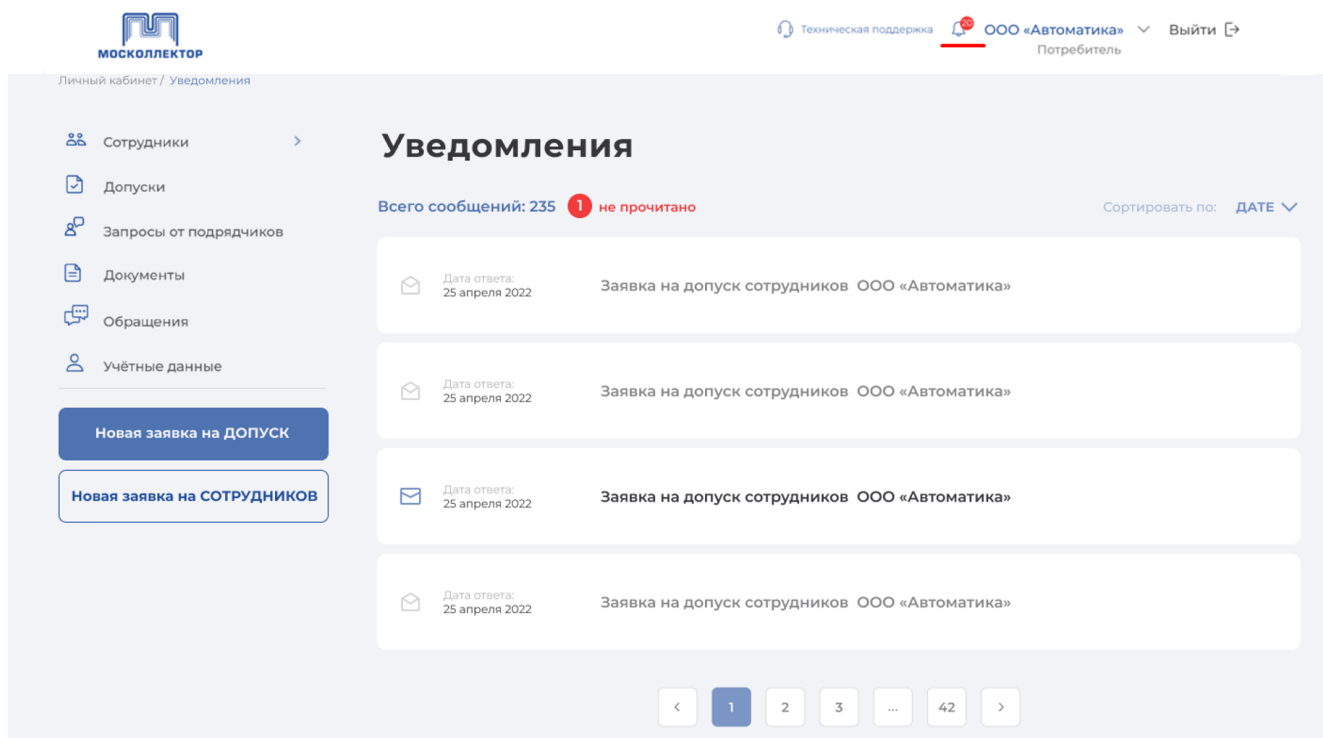 МОСКОЛЛЕКТОР
Техническая поддержка
20
ООО «Автоматика»
Выйти
Потребитель
Личный кабинет / Уведомления
Сотрудники
Допуски
Запросы от подрядчиков
Документы
Обращения
Учётные данные
Новая заявка на ДОПУСК
Новая заявка на СОТРУДНИКОВ
Уведомления
Всего сообщений: 235 1 не прочитано
Сортировать по: ДАТЕ
Дата ответа:
25 апреля 2022
Заявка на допуск сотрудников ООО «Автоматика»
Дата ответа:
25 апреля 2022
Заявка на допуск сотрудников ООО «Автоматика»
Дата ответа:
25 апреля 2022
Заявка на допуск сотрудников ООО «Автоматика»
Дата ответа:
25 апреля 2022
Заявка на допуск сотрудников ООО «Автоматика»
< 1 2 3 ... 42 >